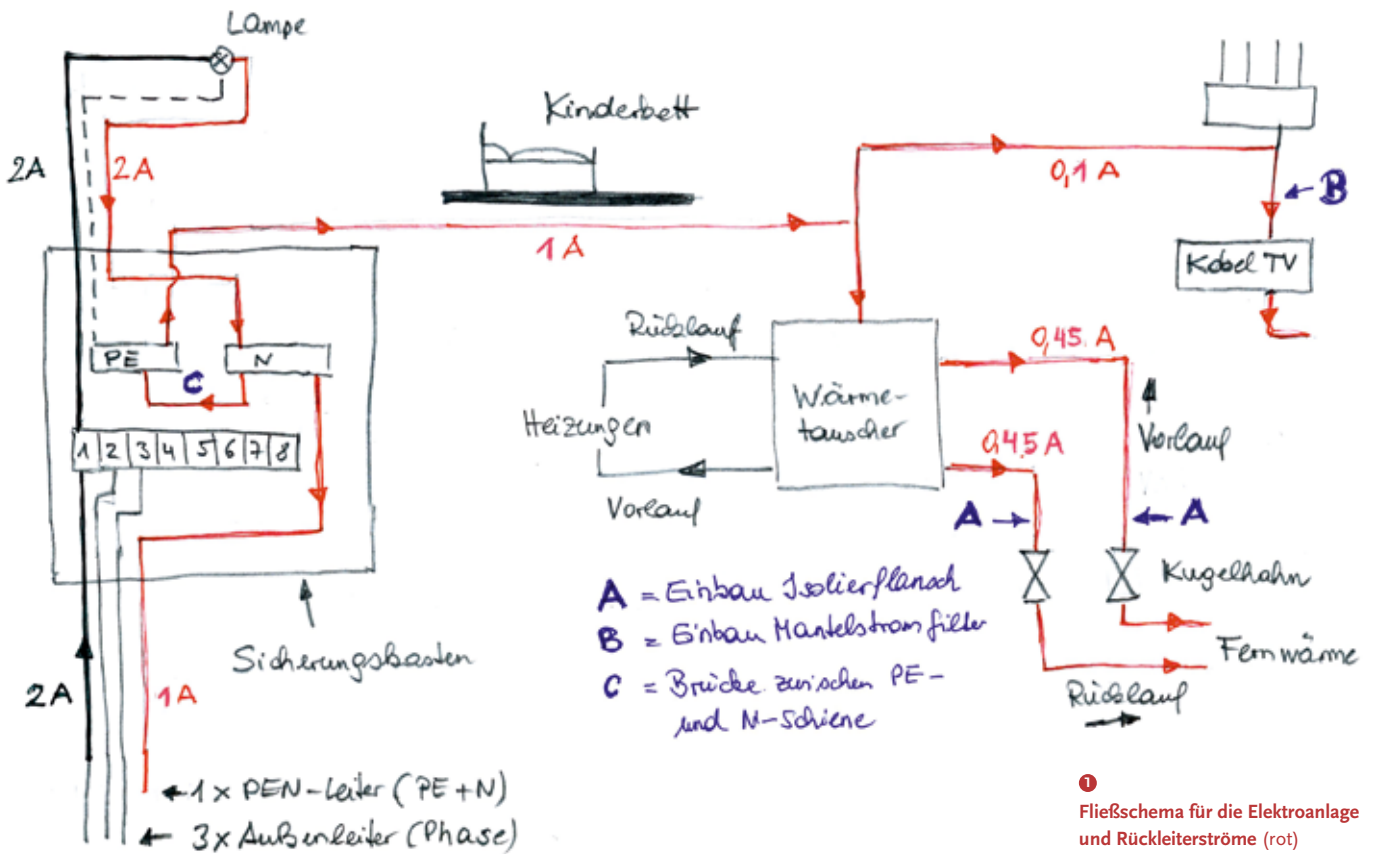 Lampe
Kinderbett
2A
2A
0,1 A
B
1 A
Kabel TV
PE
N
C
Rücklauf
0,45 A
Wärme-
tauscher
Heizungen
Vorlauf
1 2 3 4 5 6 7 8
0,45 A
Vorlauf
A
A
Kugelhahn
A = Einbau Isolierflansch
B = Einbau Mantelstromfilter
C = Brücke zwischen PE-
und N-Schiene
Fernwärme
Rücklauf
Sicherungskasten
2A
1A
1 x PEN-Leiter (PE+N)
3 x Außenleiter (Phase)
1
Fließschema für die Elektroanlage
und Rückleiterströme (rot)